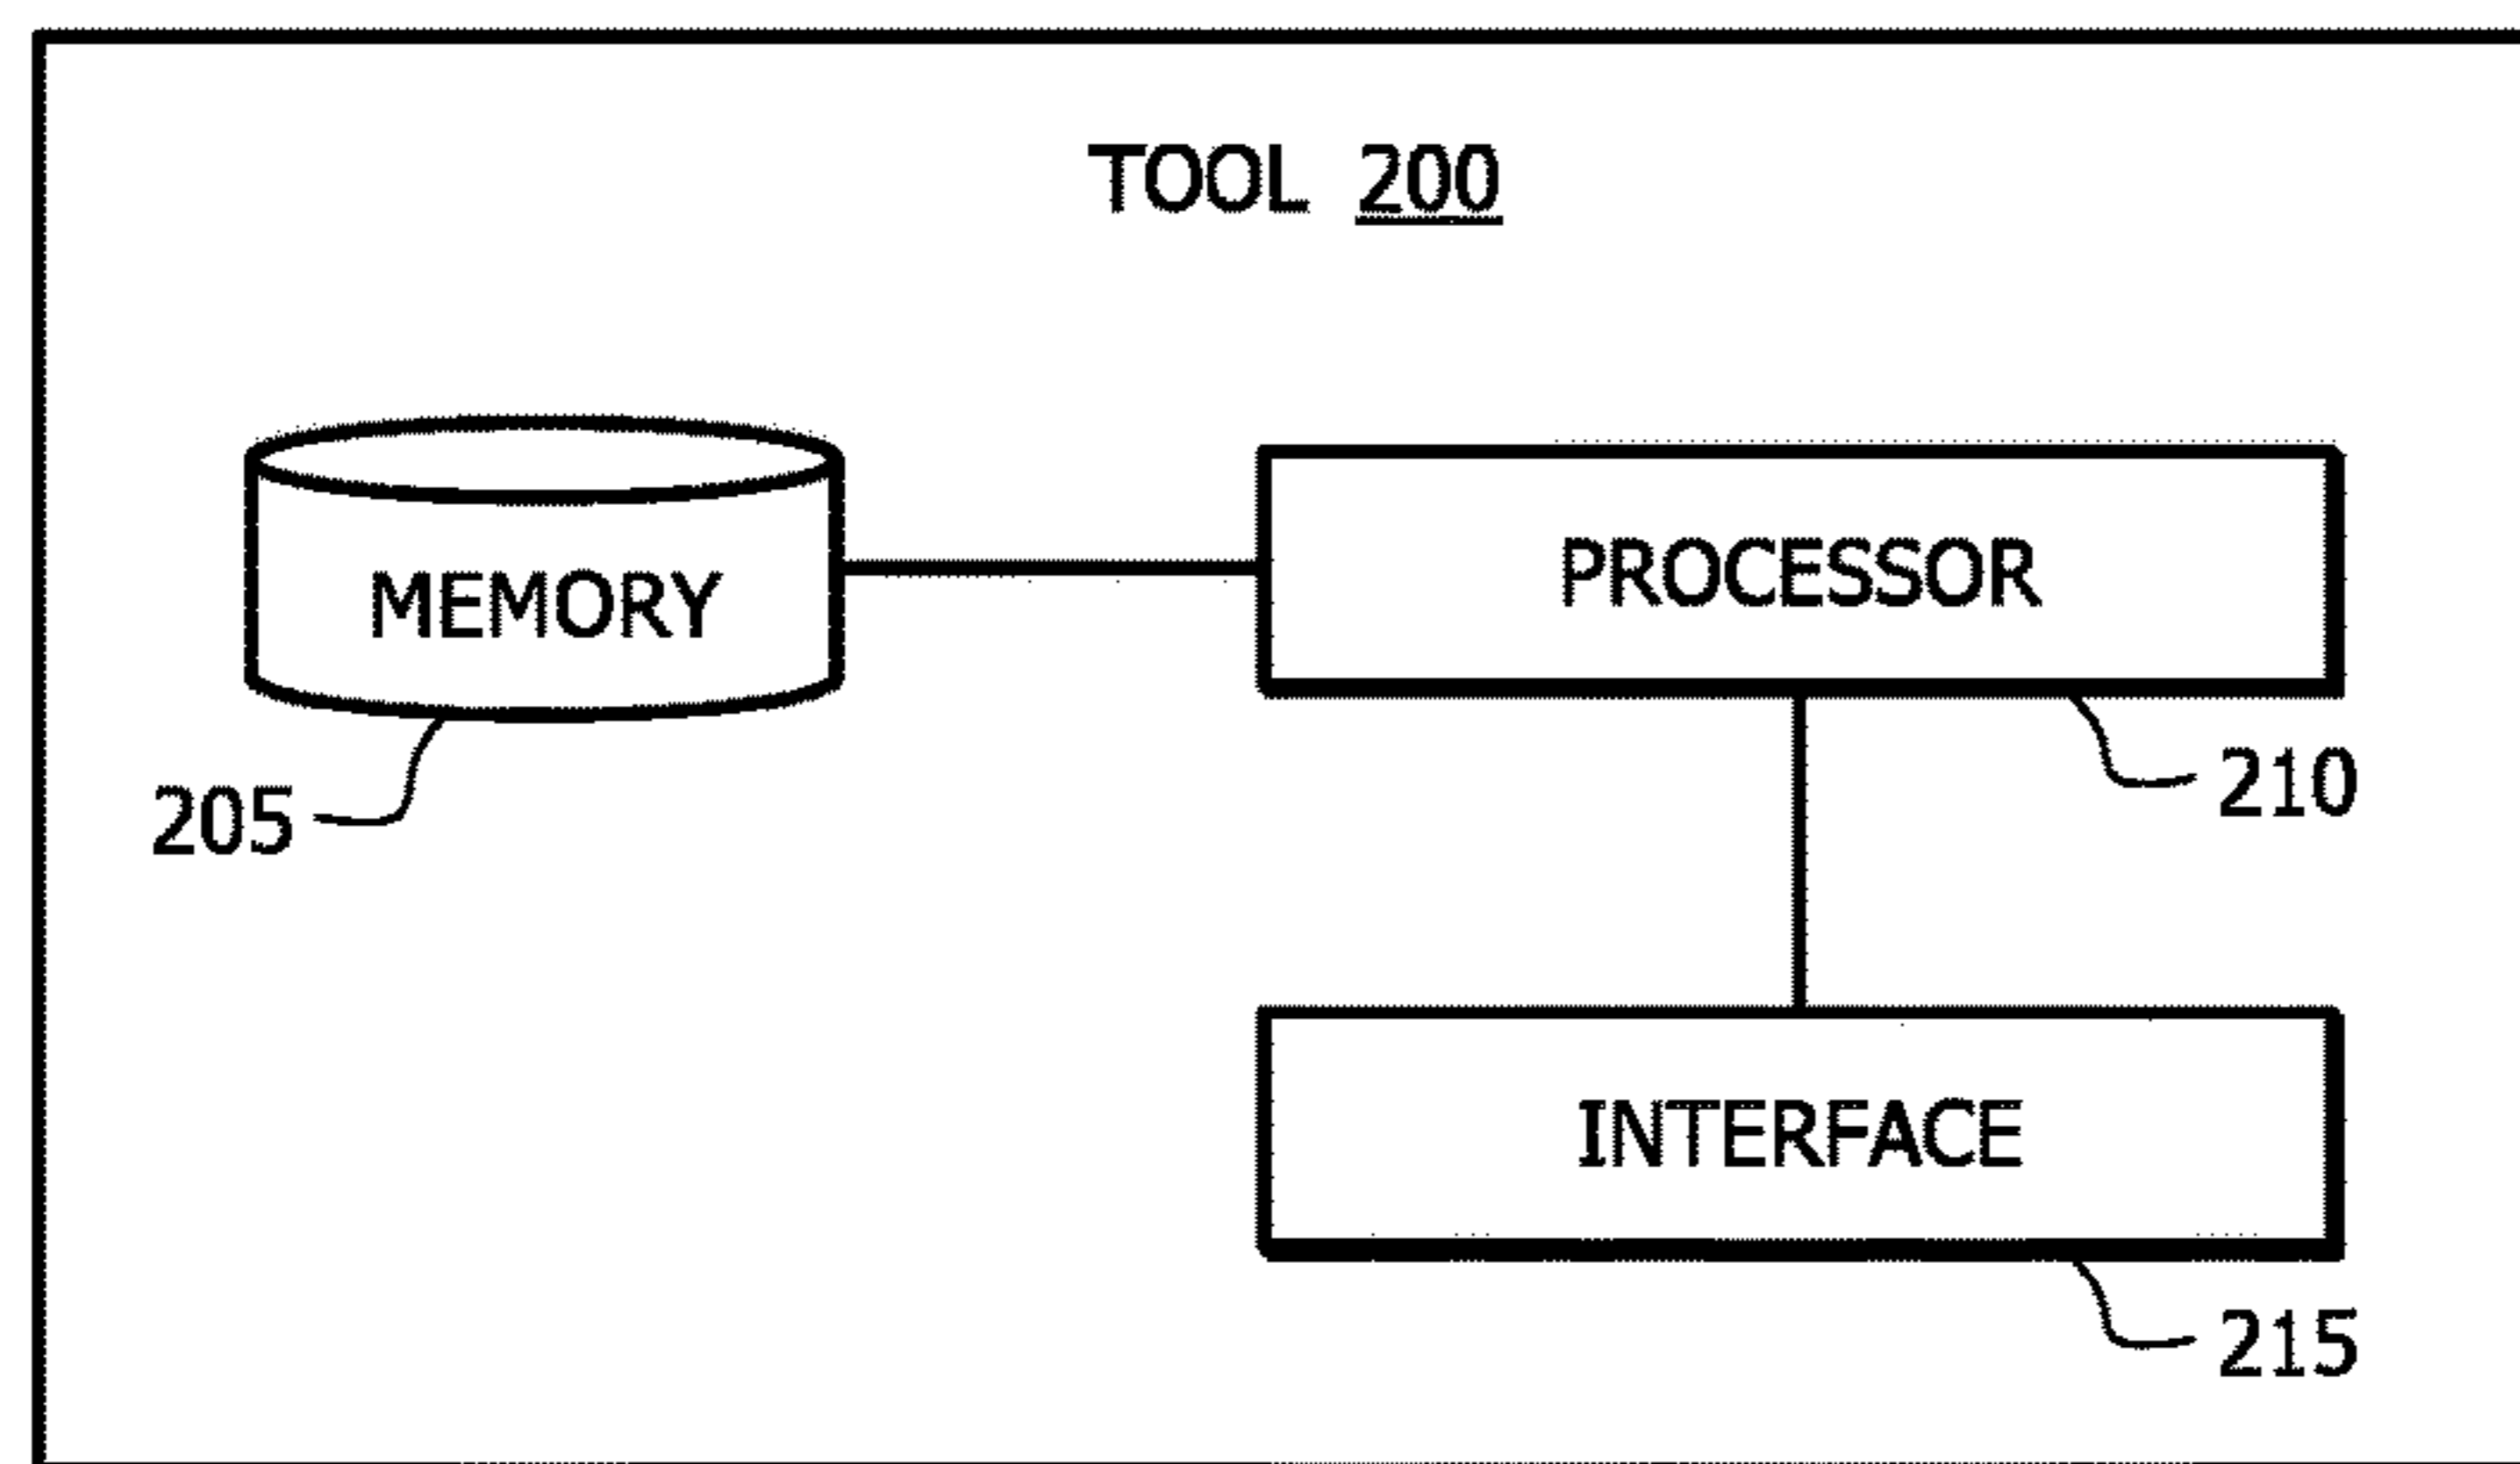 TOOL 200
MEMORY
PROCESSOR
205
210
INTERFACE
215